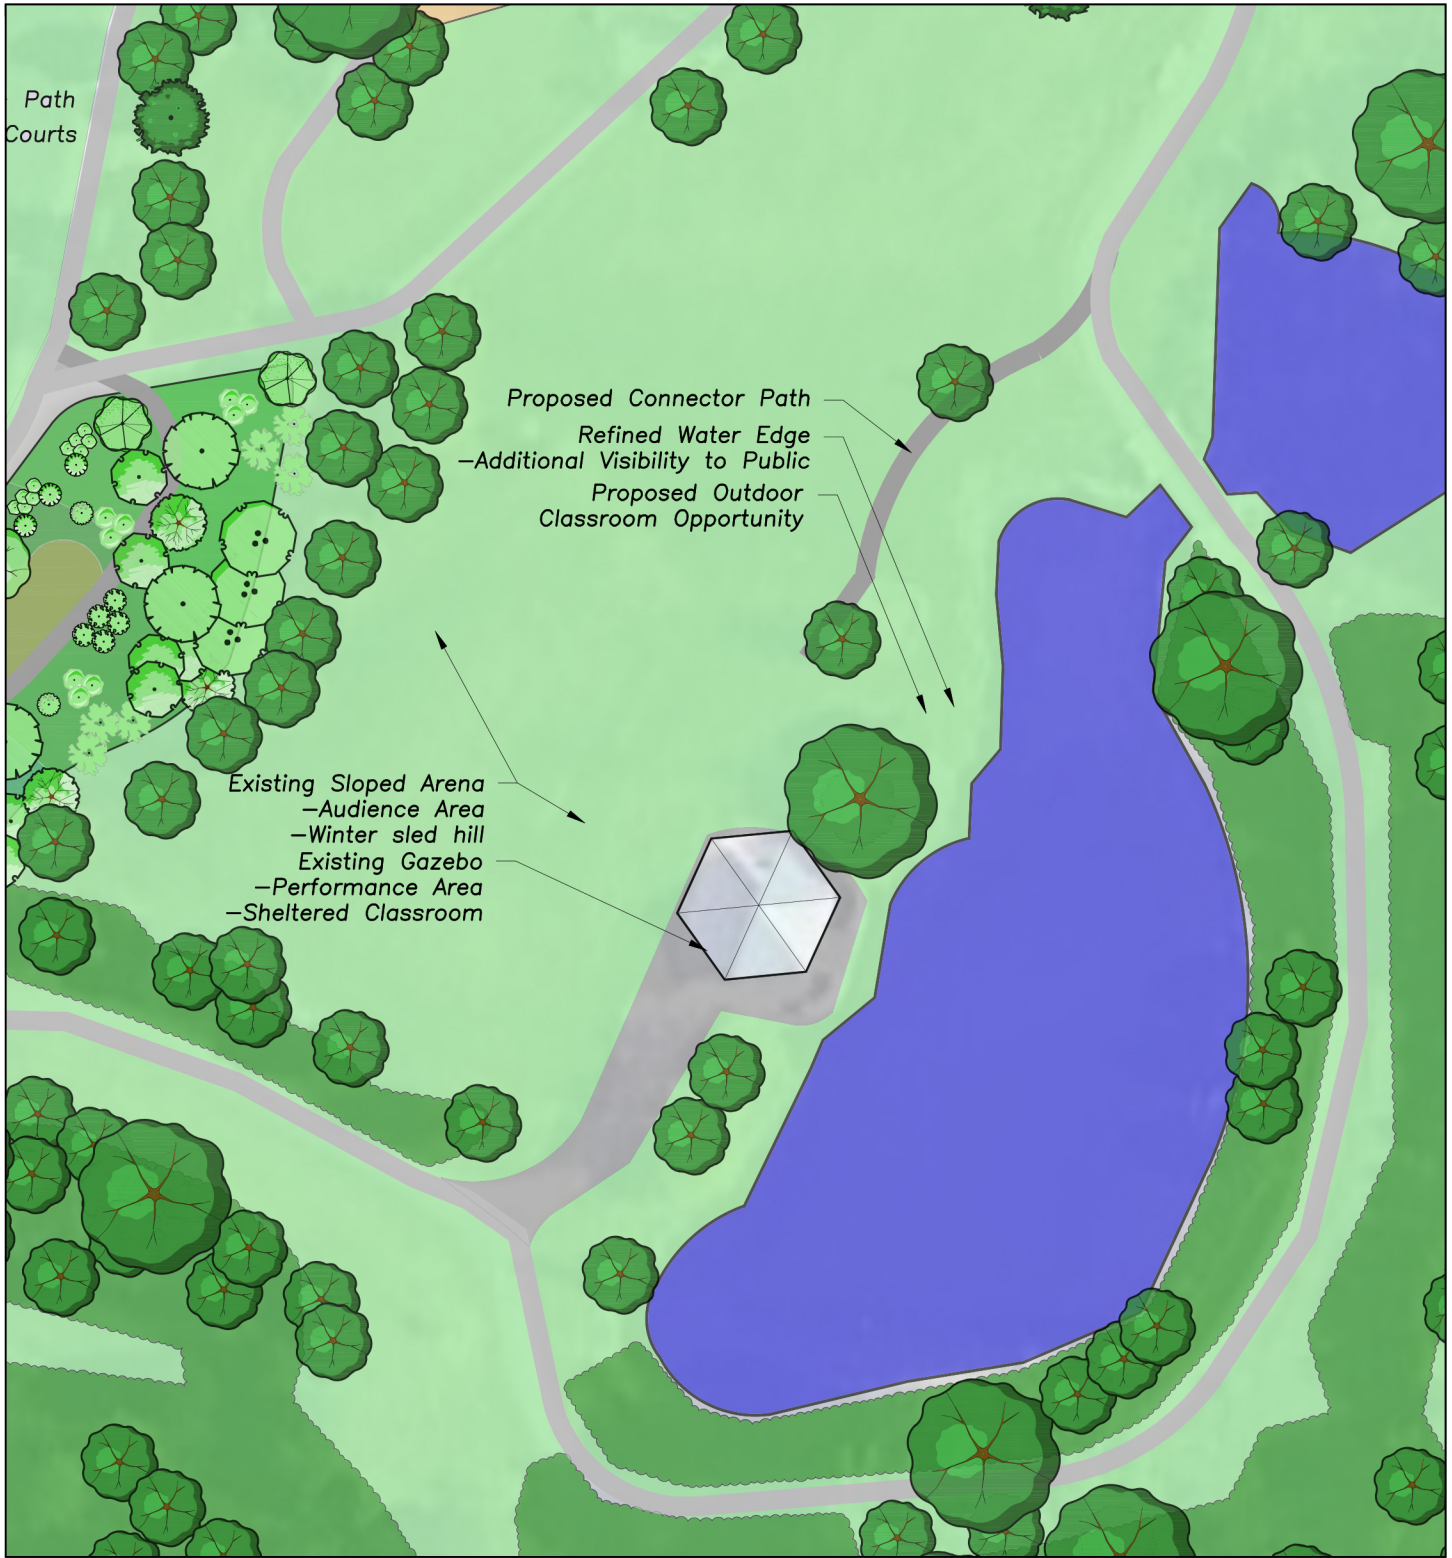 Path
Courts
Proposed Connector Path
Refined Water Edge
-Additional Visibility to Public
Proposed Outdoor
Classroom Opportunity
Existing Sloped Arena
-Audience Area
-Winter sled hill
Existing Gazebo
-Performance Area
-Sheltered Classroom